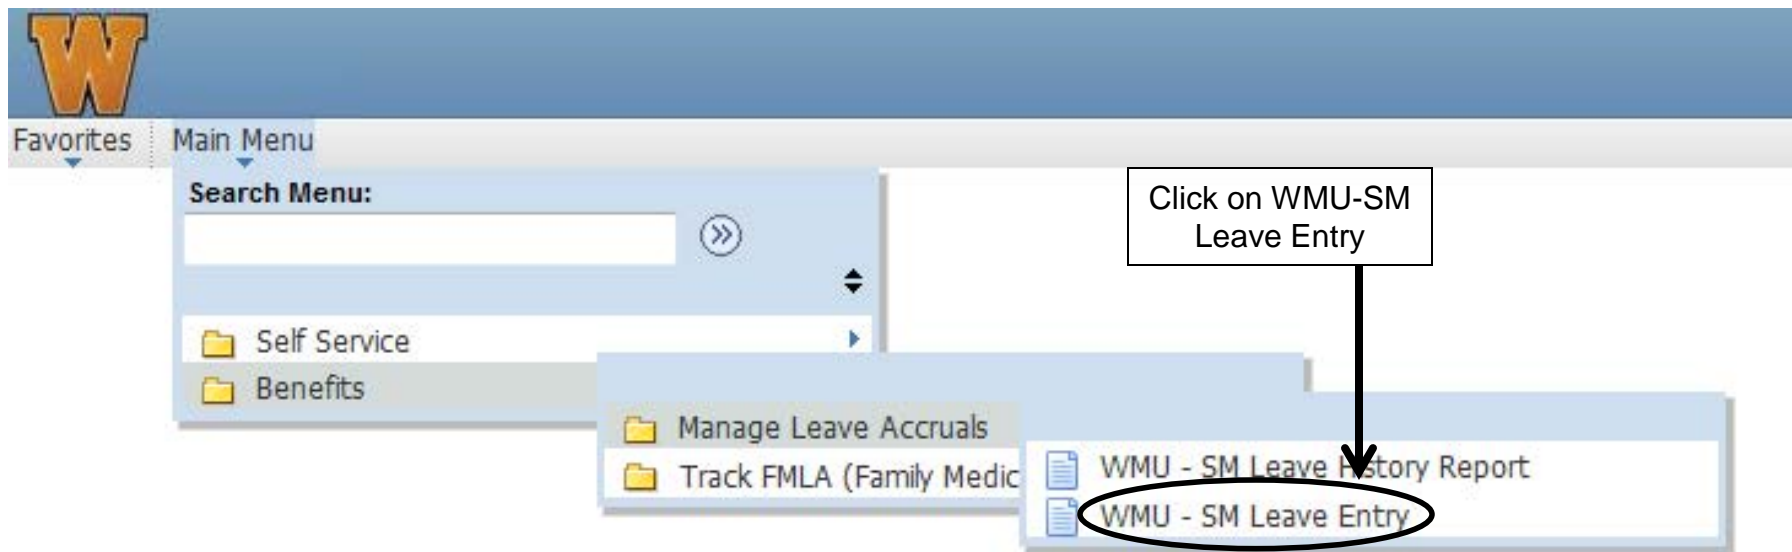 W
Favorites Main Menu
Search Menu:
Click on WMU-SM
Leave Entry
Self Service
Benefits
Manage Leave Accruals
Track FMLA (Family Medic
WMU - SM Leave History Report
WMU - SM Leave Entry